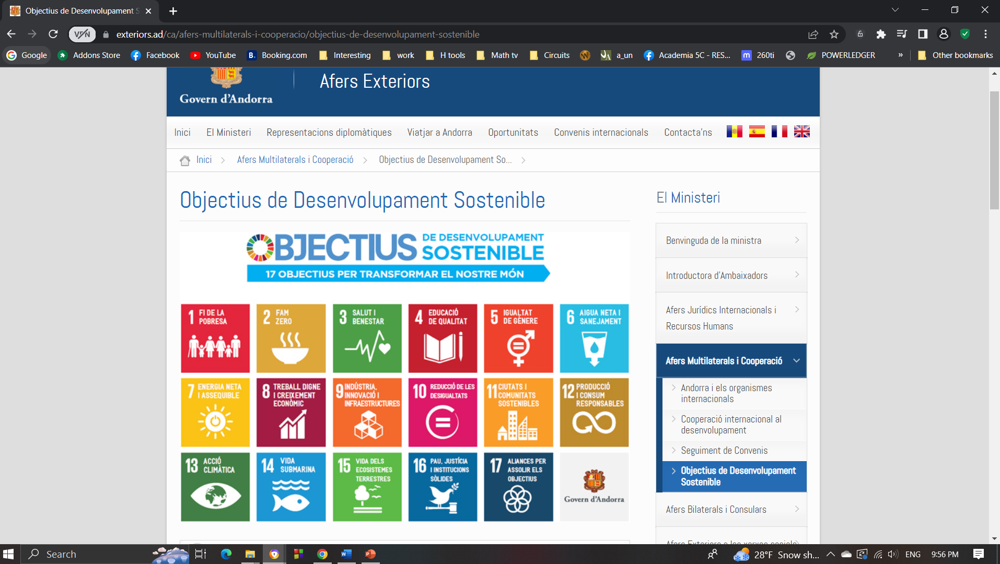 Objectius de Desenvolupament S
VPN
exteriors.ad/ca/afers-multilaterals-i-cooperacio/objectius-de-desenvolupament-sostenible
Google
Addons Store
Facebook
YouTube
Booking.com
Interesting
work
H tools
Math tv
Circuits
a_un
Academia 5C - RES...
260ti
POWERLEDGER
»
Other bookmarks
Govern d'Andorra
Afers Exteriors
Inici
El Ministeri
Representacions diplomàtiques
Viatjar a Andorra
Oportunitats
Convenis internacionals
Contacta'ns
Inici
Afers Multilaterals i Cooperació
Objectius de Desenvolupament So...
Objectius de Desenvolupament Sostenible
OBJECTIUS DE DESENVOLUPAMENT
SOSTENIBLE
17 OBJECTIUS PER TRANSFORMAR EL NOSTRE MÓN
1 FI DE LA
POBRESA
2 FAM
ZERO
3 SALUT I
BENESTAR
4 EDUCACIÓ
DE QUALITAT
5 IGUALTAT
DE GÈNERE
6 AIGUA NETA I
SANEJAMENT
7 ENERGIA NETA
I ASSEQUIBLE
8 TREBALL DIGNE
I CREIXEMENT
ECONÒMIC
9 INDÚSTRIA,
INNOVACIÓ I
INFRAESTRUCTURES
10 REDUCCIÓ DE LES
DESIGUALTATS
11 CIUTATS I
COMUNITATS
SOSTENIBLES
12 PRODUCCIÓ
I CONSUM
RESPONSABLES
13 ACCIÓ
CLIMÀTICA
14 VIDA
SUBMARINA
15 VIDA DELS
ECOSISTEMES
TERRESTRES
16 PAU, JUSTÍCIA
I INSTITUCIONS
SÒLIDES
17 ALIANCES PER
ASSOLIR ELS
OBJECTIUS
Govern d'Andorra
El Ministeri
Benvinguda de la ministra
Introductora d'Ambaixadors
Afers Jurídics Internacionals i
Recursos Humans
Afers Multilaterals i Cooperació
Andorra i els organismes
internacionals
Cooperació internacional al
desenvolupament
Seguiment de Convenis
Objectius de Desenvolupament
Sostenible
Afers Bilaterals i Consulars
Afers Exteriors a les xarxes socials
Search
28°F Snow sh...
ENG
9:56 PM